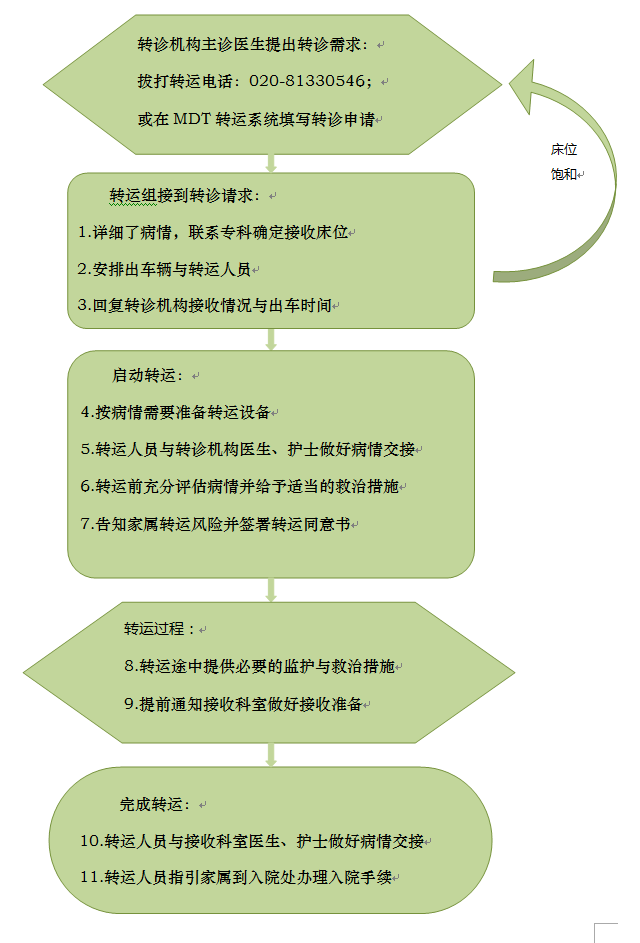 转诊机构主诊医生提出转诊需求：
拔打转运电话：020-81330546；
或在 MDT 转运系统填写转诊申请
床位
饱和
转运组接到转诊请求：
1.详细了病情，联系专科确定接收床位
2.安排出车辆与转运人员
3.回复转诊机构接收情况与出车时间
启动转运：
4.按病情需要准备转运设备
5.转运人员与转诊机构医生、护士做好病情交接
6.转运前充分评估病情并给予适当的救治措施
7.告知家属转运风险并签署转运同意书
转运过程：
8.转运途中提供必要的监护与救治措施
9.提前通知接收科室做好接收准备
完成转运：
10.转运人员与接收科室医生、护士做好病情交接
11.转运人员指引家属到入院处办理入院手续